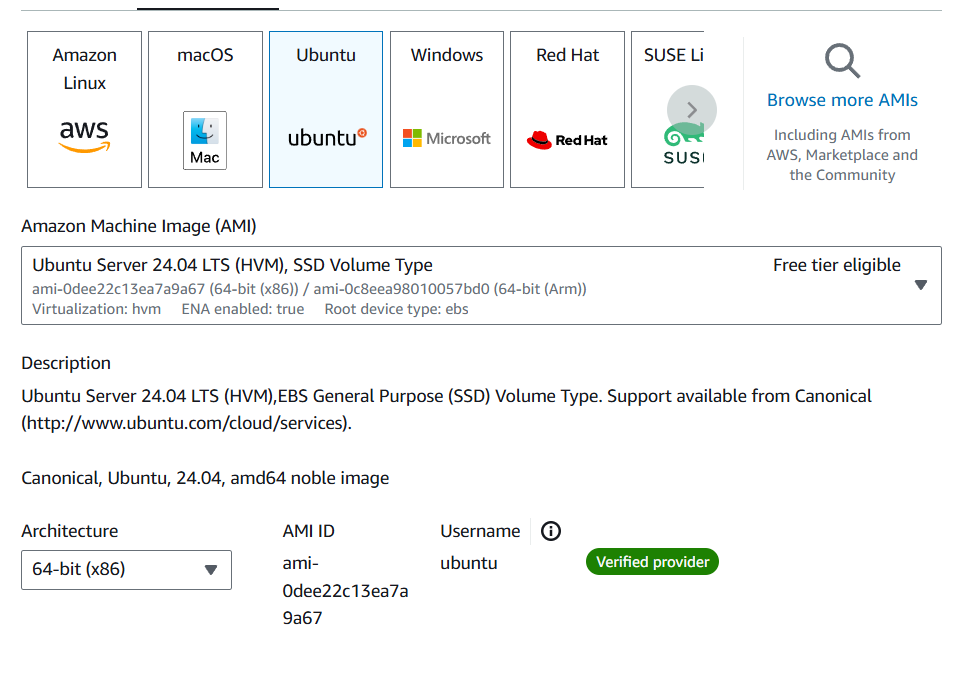 Amazon Linux
aws
macOS
Mac
Ubuntu
ubuntu
Windows
Microsoft
Red Hat
Red Hat
SUSE Li
SUS
Browse more AMIs
Including AMIs from
AWS, Marketplace and
the Community
Amazon Machine Image (AMI)
Ubuntu Server 24.04 LTS (HVM), SSD Volume Type
Free tier eligible
ami-0dee22c13ea7a9a67 (64-bit (x86)) / ami-0c8eea98010057bd0 (64-bit (Arm))
Virtualization: hvm ENA enabled: true Root device type: ebs
Description
Ubuntu Server 24.04 LTS (HVM),EBS General Purpose (SSD) Volume Type. Support available from Canonical
(http://www.ubuntu.com/cloud/services).
Canonical, Ubuntu, 24.04, amd64 noble image
Architecture
64-bit (x86)
AMI ID
ami-
0dee22c13ea7a
9a67
Username
ubuntu
Verified provider